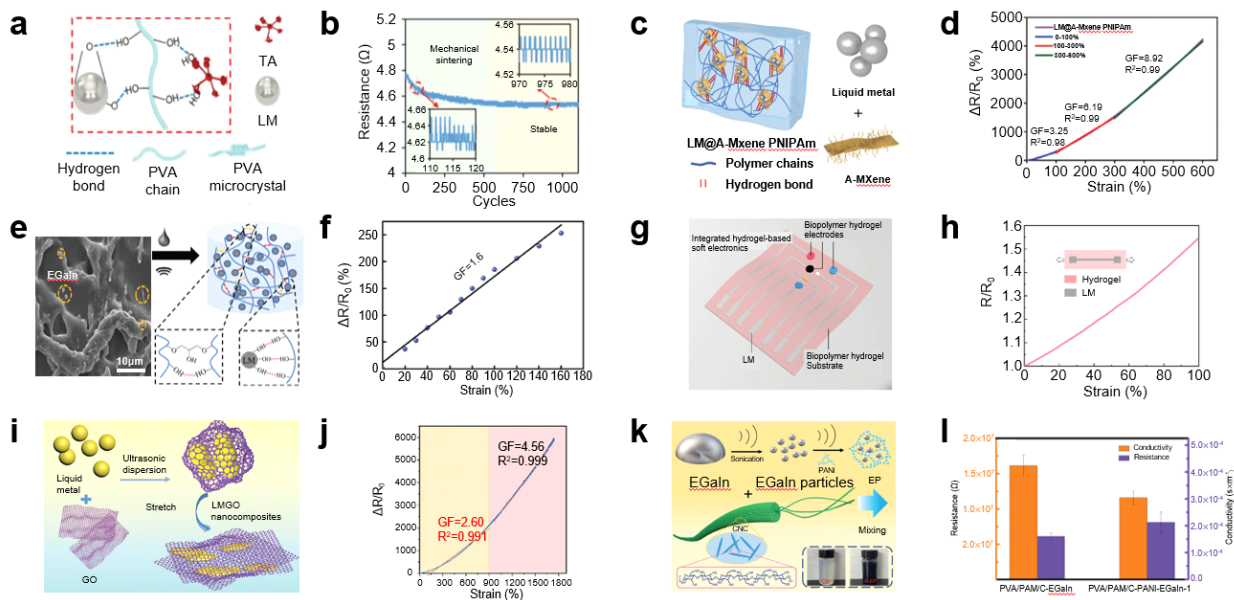 a
O
HO
OH
HO
OH
HO
TA
LM
Hydrogen
bond
PVA
chain
PVA
microcrystal
b
Resistance (Ω)
5.2
5
4.8
4.6
4.4
4.2
4
Mechanical
sintering
4.56
4.54
4.52
970 975 980
4.66
4.64
4.62
4.6
110 115 120
Stable
0 250 500 750 1000
Cycles
c
Liquid metal
+
LM@A-Mxene PNIPAm
Polymer chains
Hydrogen bond
A-MXene
d
ΔR/R₀ (%)
5000
4000
3000
2000
1000
0
LM@A-Mxene PNIPAm
0-100%
100-300%
300-600%
GF=8.92
R²=0.99
GF=6.19
R²=0.99
GF=3.25
R²=0.98
0 100 200 300 400 500 600
Strain (%)
e
EGaIn
10μm
LM
f
ΔR/R₀ (%)
250
200
150
100
50
0
GF=1.6
0 20 40 60 80 100 120 140 160 180
Strain (%)
g
Integrated hydrogel-based
soft electronics
Biopolymer hydrogel
electrodes
LM
Biopolymer hydrogel
Substrate
h
R/R₀
1.6
1.5
1.4
1.3
1.2
1.1
1.0
Hydrogel
LM
0 20 40 60 80 100
Strain (%)
i
Liquid
metal
+
GO
Ultrasonic
dispersion
Stretch
LMGO
nanocomposites
j
ΔR/R₀
6000
5000
4000
3000
2000
1000
0
GF=4.56
R²=0.999
GF=2.60
R²=0.991
0 300 600 900 1200 1500 1800
Strain (%)
k
Sonication
PANI
EGaIn
EGaIn particles
EP
+
CNC
Mixing
l
Resistance (Ω)
2.0×10⁷
1.5×10⁷
1.0×10⁷
2.0×10⁷
0.0
Conductivity
Resistance
5.0×10⁻⁴
4.0×10⁻⁴
3.0×10⁻⁴
2.0×10⁻⁴
1.0×10⁻⁴
0.0
Conductivity (s×m⁻¹)
PVA/PAM/C-EGaIn
PVA/PAM/C-PANI-EGaIn-1